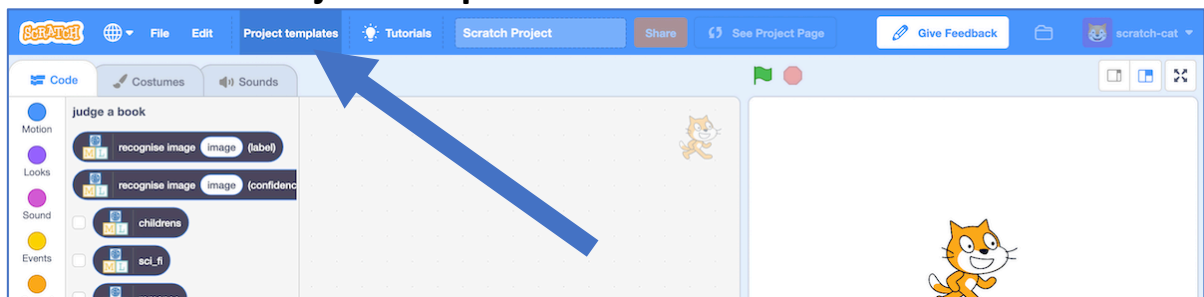 SCRATCH File Edit Project templates Tutorials Scratch Project Share See Project Page Give Feedback scratch-cat
Code Costumes Sounds
judge a book
Motion
recognise image image (label)
Looks
recognise image image (confidenc
Sound
childrens
Events
sci_fi